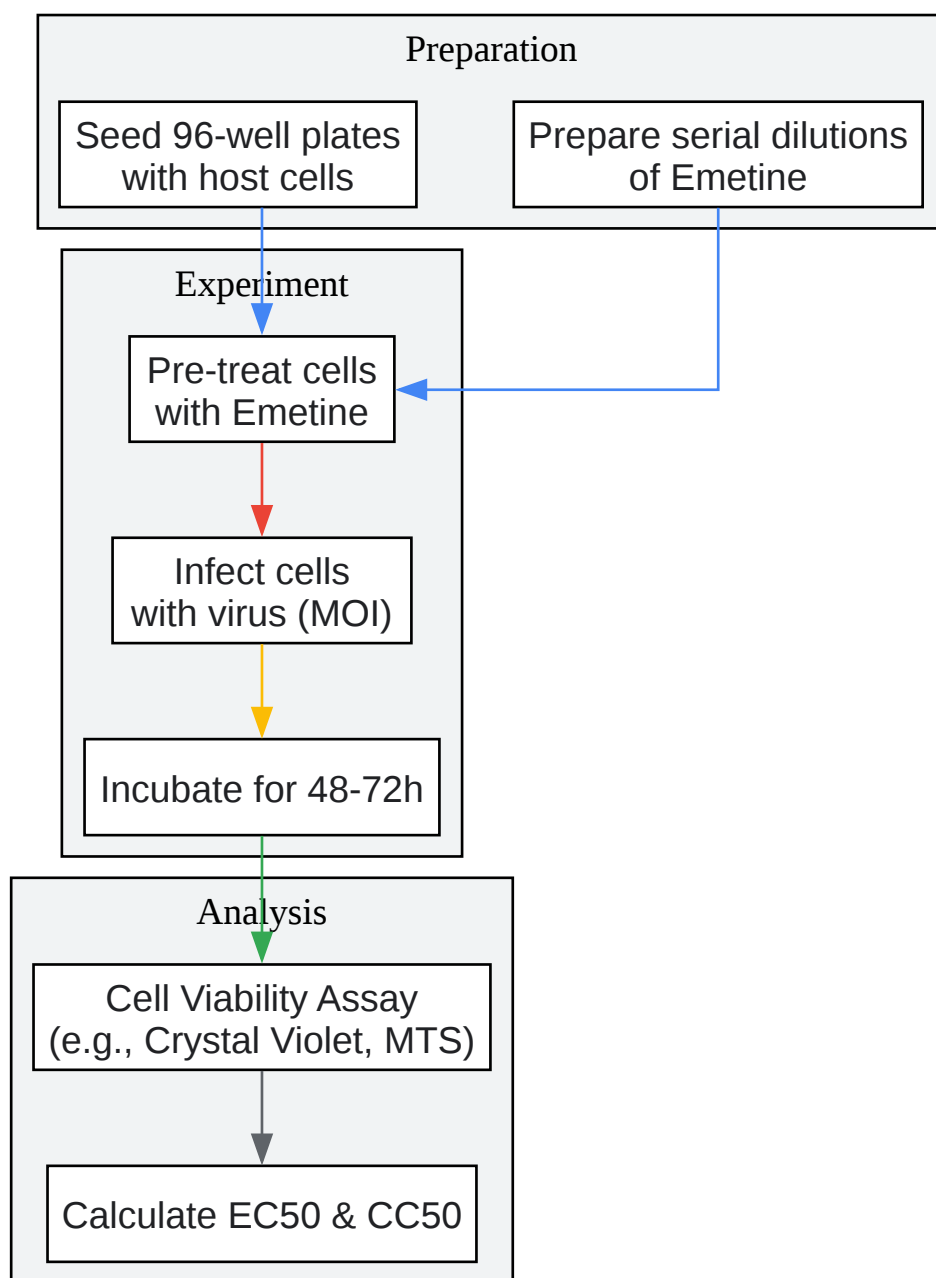 Preparation
Seed 96-well plates
with host cells
Prepare serial dilutions
of Emetine
Experiment
Pre-treat cells
with Emetine
Infect cells
with virus (MOI)
Incubate for 48-72h
Analysis
Cell Viability Assay
(e.g., Crystal Violet, MTS)
Calculate EC50 & CC50